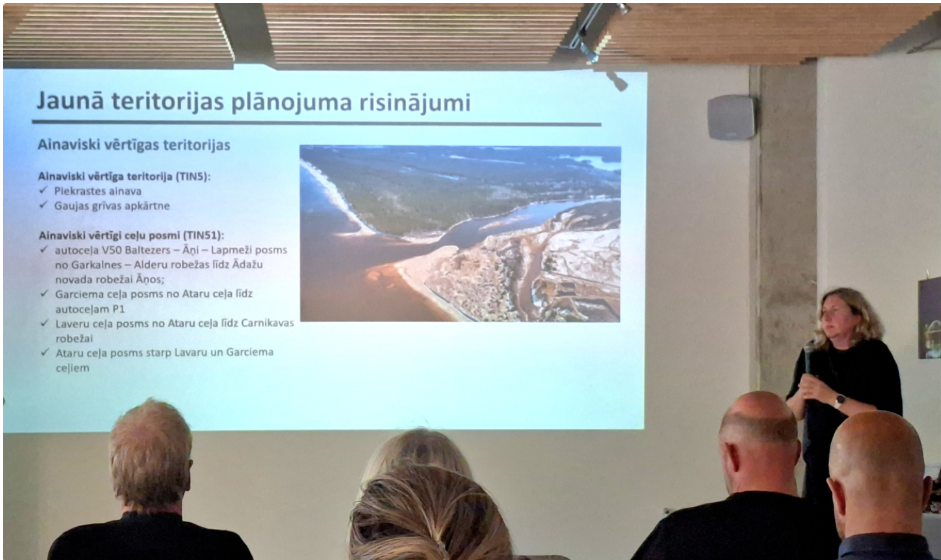 Jaunā teritorijas plānojuma risinājumi
Ainaviski vērtīgas teritorijas
Ainaviski vērtīga teritorija (TIN5):
✓ Piekrastes ainava
✓ Gaujas grīvas apkārtne
Ainaviski vērtīgi ceļu posmi (TIN51):
✓ autoceļa V50 Baltezers – Āņi – Lapmeži posms
no Garkalnes – Alderu robežas līdz Ādažu
novada robežai Āņos;
✓ Garciema ceļa posms no Ataru ceļa līdz
autoceļam P1
✓ Laveru ceļa posms no Ataru ceļa līdz Carnikavas
robežai
✓ Ataru ceļa posms starp Lavaru un Garciema
ceļiem